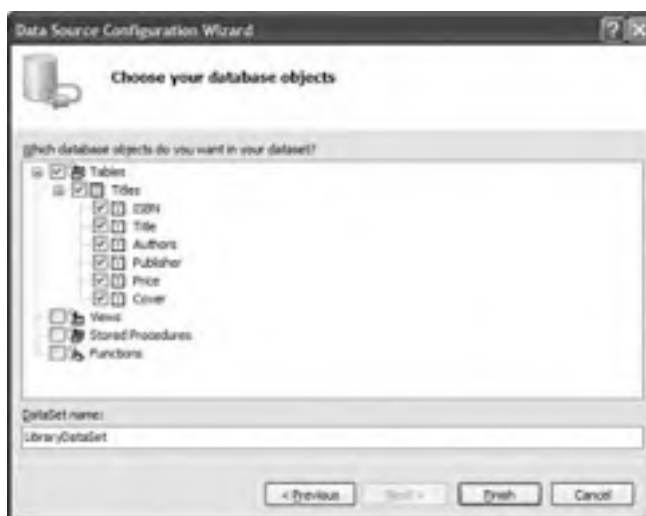 Data Source Configuration Wizard
Choose your database objects
Which database objects do you want in your dataset?
Tables
Titles
ISBN
Title
Authors
Publisher
Price
Cover
Views
Stored Procedures
Functions
DataSet name:
LibraryDataSet
< Previous
Next >
Finish
Cancel